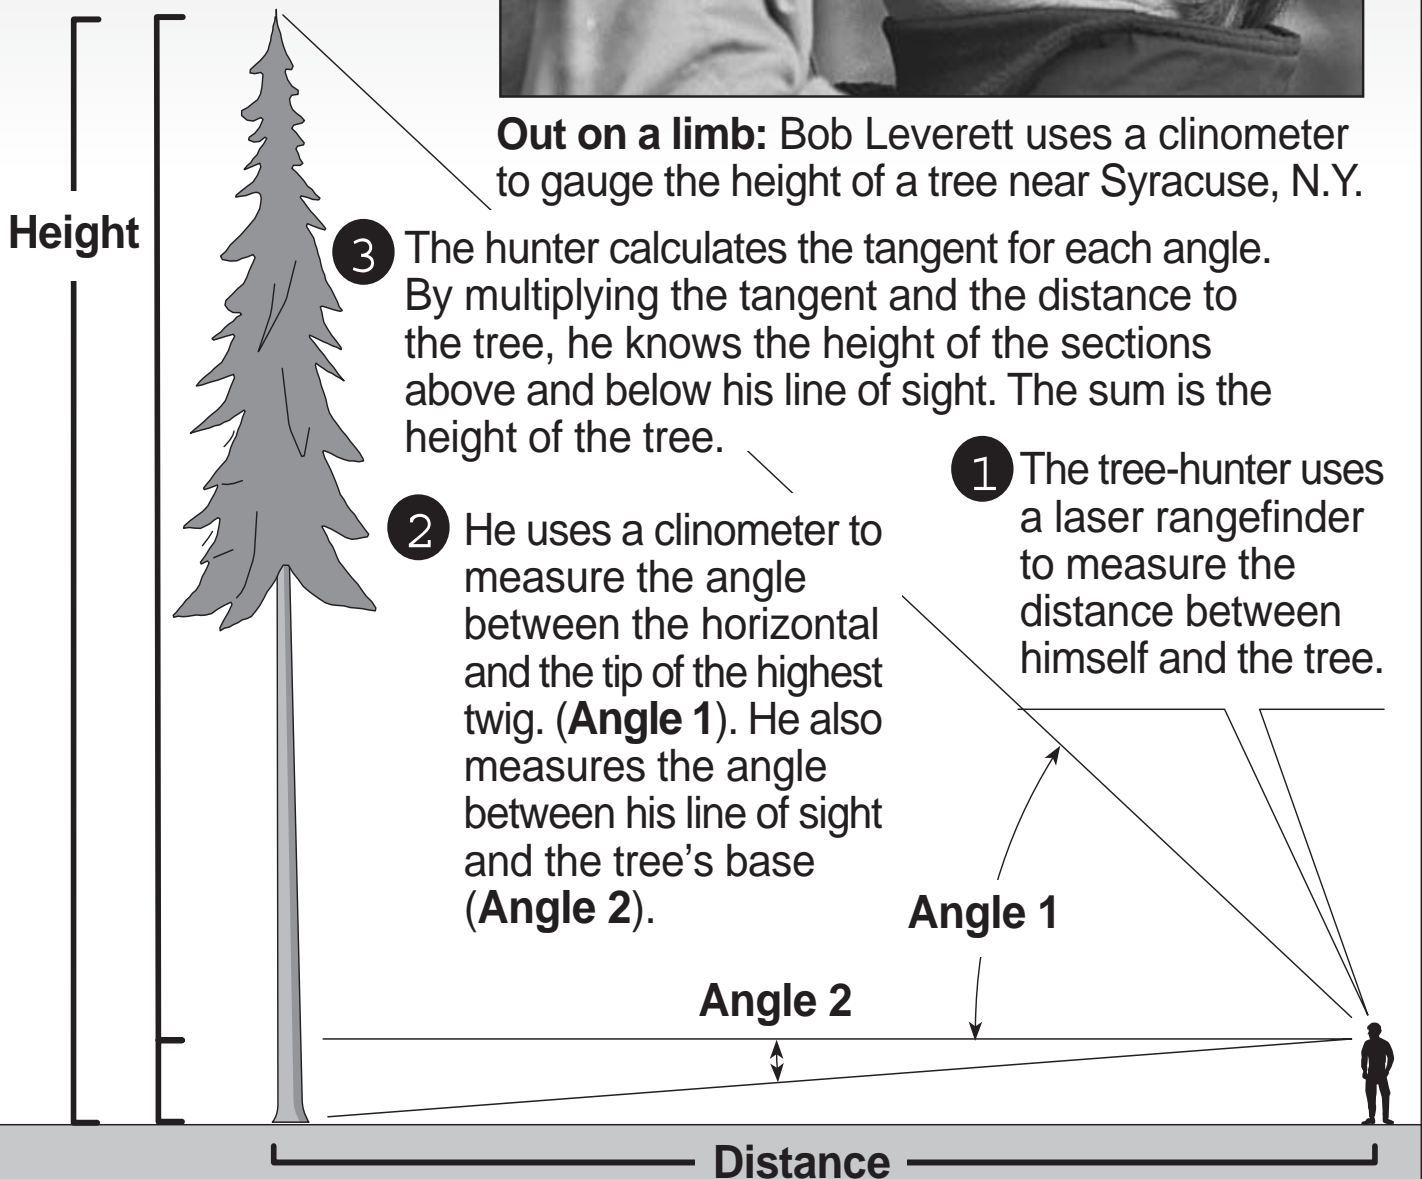 Out on a limb: Bob Leverett uses a clinometer
to gauge the height of a tree near Syracuse, N.Y.
Height
3 The hunter calculates the tangent for each angle.
By multiplying the tangent and the distance to
the tree, he knows the height of the sections
above and below his line of sight. The sum is the
height of the tree.
1 The tree-hunter uses
a laser rangefinder
to measure the
distance between
himself and the tree.
2 He uses a clinometer to
measure the angle
between the horizontal
and the tip of the highest
twig. (Angle 1). He also
measures the angle
between his line of sight
and the tree’s base
(Angle 2).
Angle 1
Angle 2
Distance